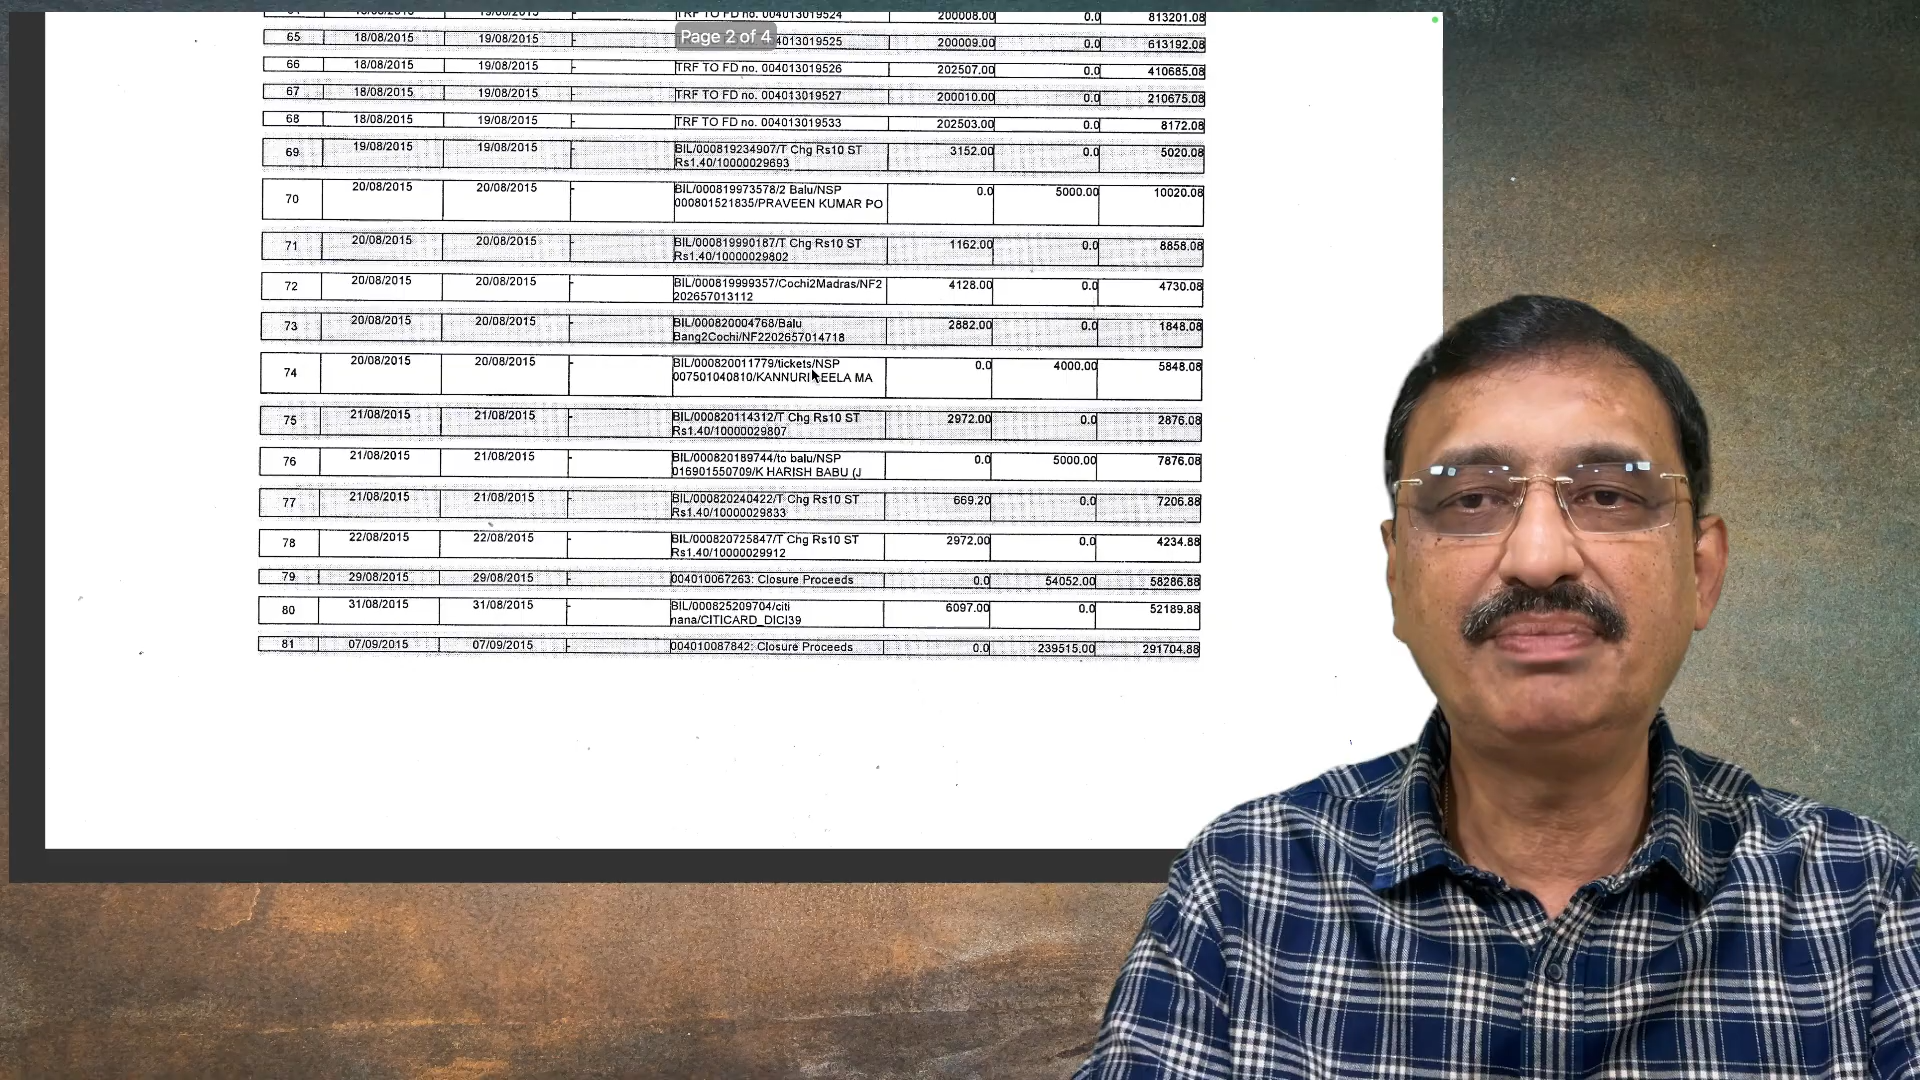 TRF TO FD no. 004013019524 200008.00 0.0 813201.08
Page 2 of 4
65 18/08/2015 19/08/2015 - 4013019525 200009.00 0.0 613192.08
66 18/08/2015 19/08/2015 - TRF TO FD no. 004013019526 202507.00 0.0 410685.08
67 18/08/2015 19/08/2015 - TRF TO FD no. 004013019527 200010.00 0.0 210675.08
68 18/08/2015 19/08/2015 - TRF TO FD no. 004013019533 202503.00 0.0 8172.08
69 19/08/2015 19/08/2015 - BIL/000819234907/T Chg Rs10 ST 3152.00 0.0 5020.08
Rs1.40/10000029693
70 20/08/2015 20/08/2015 - BIL/000819973578/2 Balu/NSP 0.0 5000.00 10020.08
000801521835/PRAVEEN KUMAR PO
71 20/08/2015 20/08/2015 - BIL/000819990187/T Chg Rs10 ST 1162.00 0.0 8858.08
Rs1.40/10000029802
72 20/08/2015 20/08/2015 - BIL/000819999357/Cochi2Madras/NF2 4128.00 0.0 4730.08
202657013112
73 20/08/2015 20/08/2015 - BIL/000820004768/Balu 2882.00 0.0 1848.08
Bang2Cochi/NF2202657014718
74 20/08/2015 20/08/2015 - BIL/000820011779/tickets/NSP 0.0 4000.00 5848.08
007501040810/KANNURI EELA MA
75 21/08/2015 21/08/2015 - BIL/000820114312/T Chg Rs10 ST 2972.00 0.0 2876.08
Rs1.40/10000029807
76 21/08/2015 21/08/2015 - BIL/000820189744/to balu/NSP 0.0 5000.00 7876.08
016901550709/K HARISH BABU (J
77 21/08/2015 21/08/2015 - BIL/000820240422/T Chg Rs10 ST 669.20 0.0 7206.88
Rs1.40/10000029833
78 22/08/2015 22/08/2015 - BIL/000820725847/T Chg Rs10 ST 2972.00 0.0 4234.88
Rs1.40/10000029912
79 29/08/2015 29/08/2015 - 004010067263: Closure Proceeds 0.0 54052.00 58286.88
80 31/08/2015 31/08/2015 - BIL/000825209704/citi 6097.00 0.0 52189.88
nana/CITICARD_DICI39
81 07/09/2015 07/09/2015 - 004010087842: Closure Proceeds 0.0 239515.00 291704.88